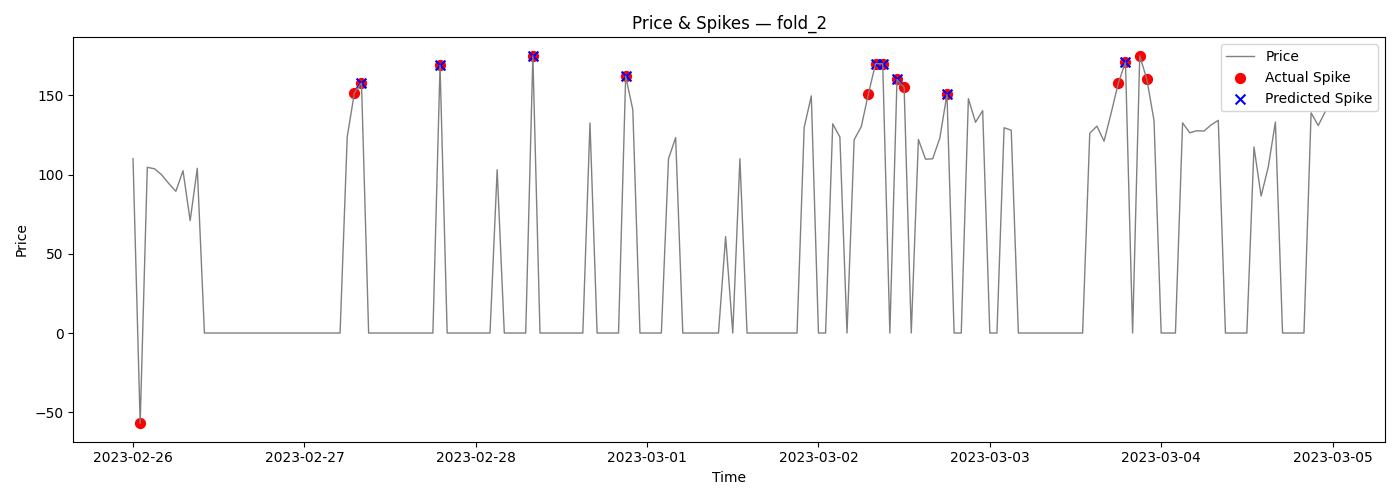 Price & Spikes — fold_2
Price
Actual Spike
Predicted Spike
Price
150
100
50
0
−50
2023-02-26
2023-02-27
2023-02-28
2023-03-01
2023-03-02
2023-03-03
2023-03-04
2023-03-05
Time